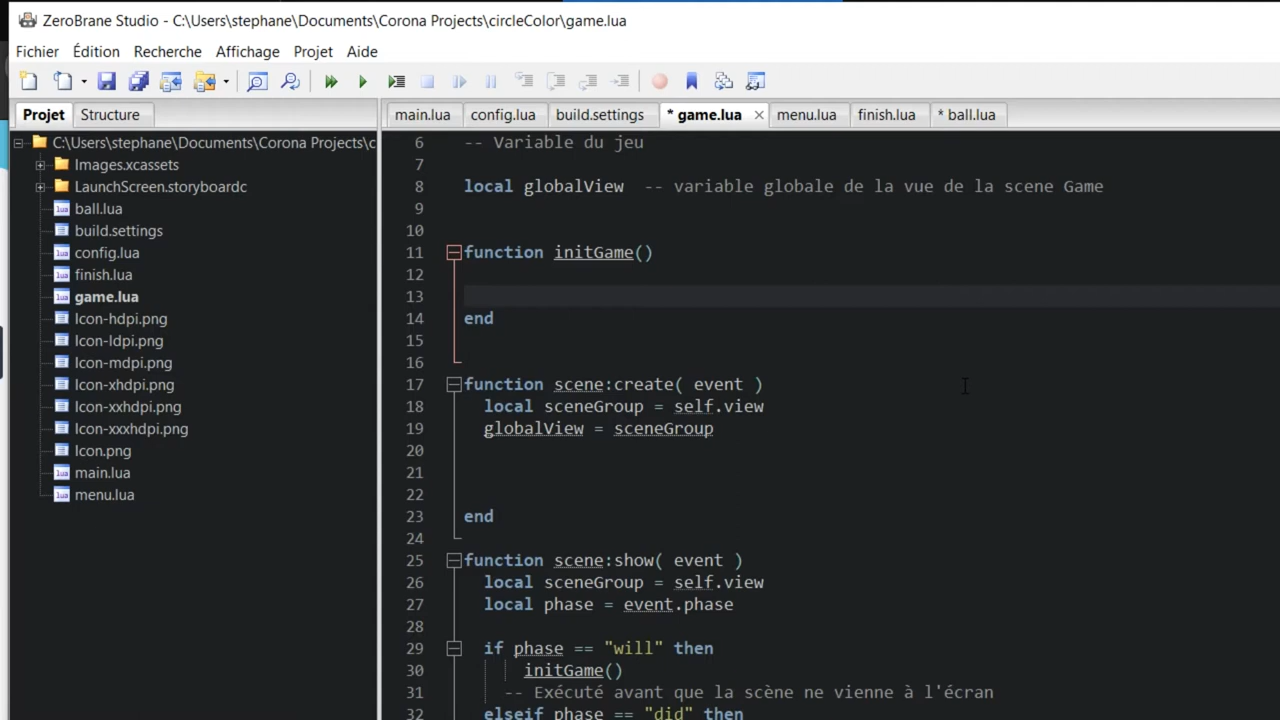 ZeroBrane Studio - C:\Users\stephane\Documents\Corona Projects\circleColor\game.lua
Fichier Édition Recherche Affichage Projet Aide
Projet Structure
main.lua config.lua build.settings * game.lua × menu.lua finish.lua * ball.lua
C:\Users\stephane\Documents\Corona Projects\c
Images.xcassets
LaunchScreen.storyboardc
ball.lua
build.settings
config.lua
finish.lua
game.lua
Icon-hdpi.png
Icon-ldpi.png
Icon-mdpi.png
Icon-xhdpi.png
Icon-xxhdpi.png
Icon-xxxhdpi.png
Icon.png
main.lua
menu.lua
6 -- Variable du jeu
7
8 local globalView -- variable globale de la vue de la scene Game
9
10
11 function initGame()
12
13
14 end
15
16
17 function scene:create( event )
18 local sceneGroup = self.view
19 globalView = sceneGroup
20
21
22
23 end
24
25 function scene:show( event )
26 local sceneGroup = self.view
27 local phase = event.phase
28
29 if phase == "will" then
30 initGame()
31 -- Exécuté avant que la scène ne vienne à l'écran
32 elseif phase == "did" then